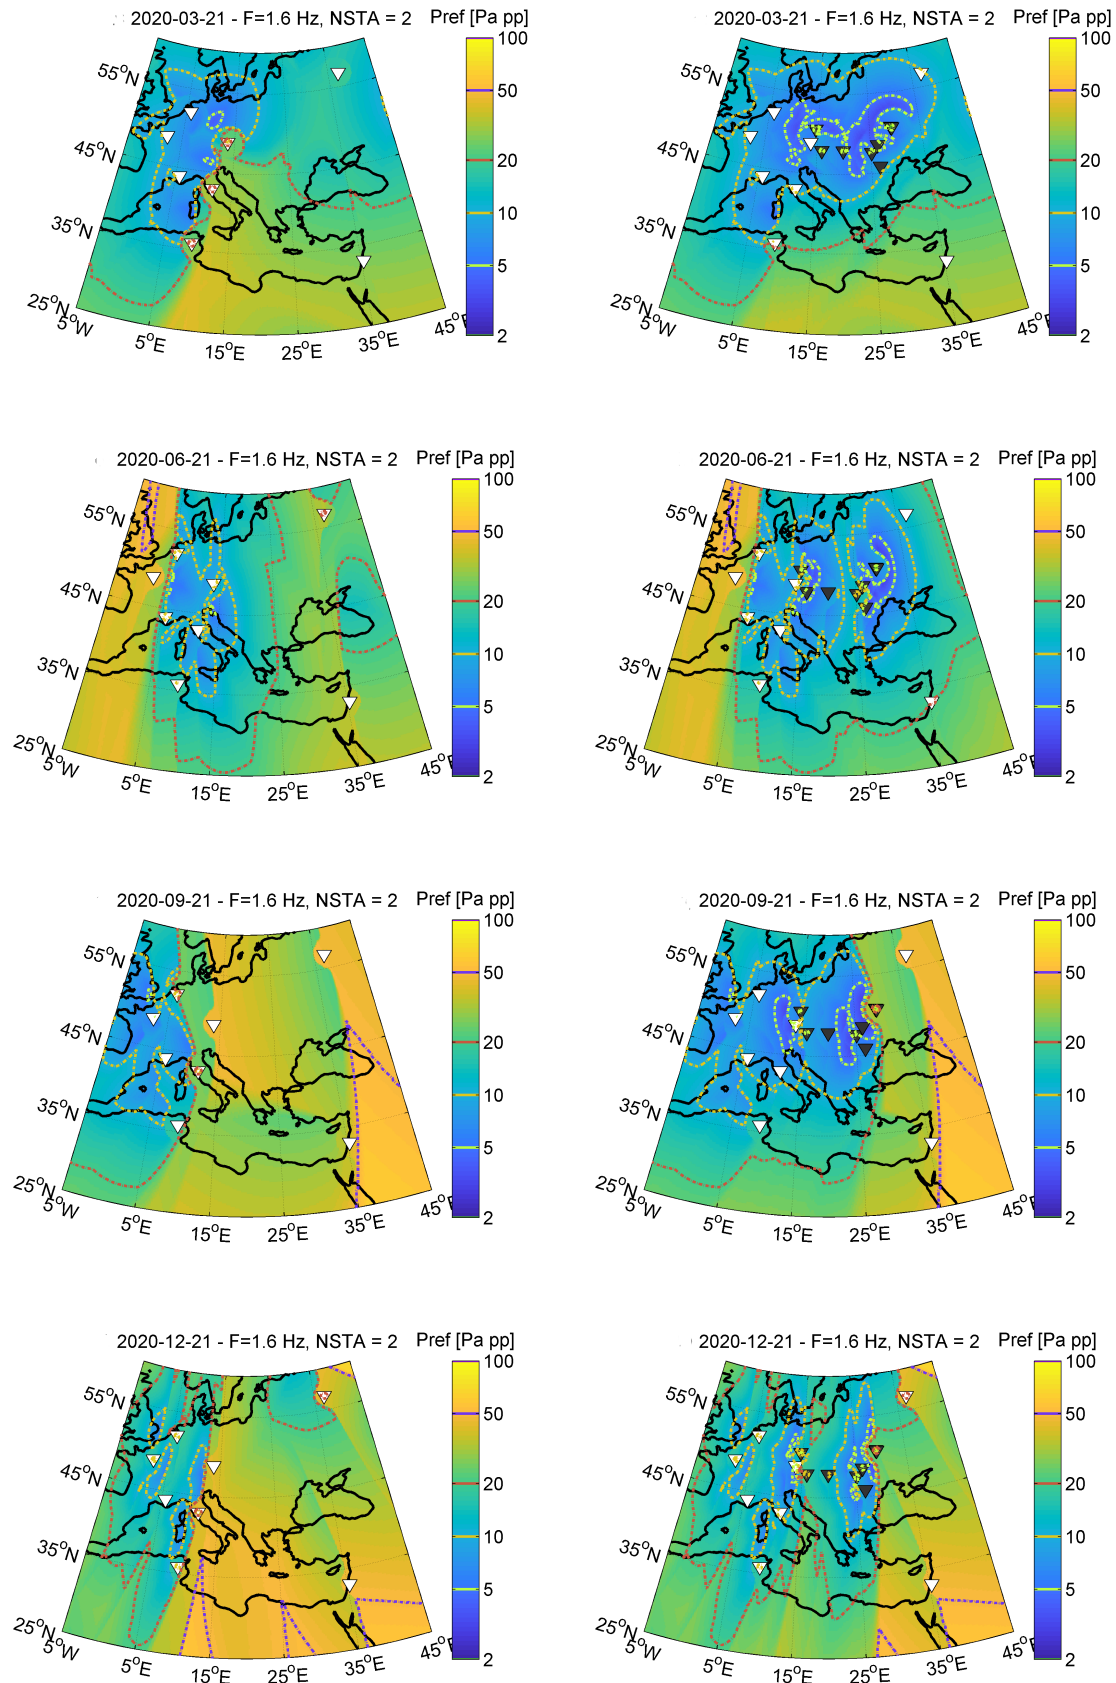 2020-03-21 - F=1.6 Hz, NSTA = 2 Pref [Pa pp]
55°N
45°N
35°N
25°N
5°W
5°E
15°E
25°E
35°E
45°E
100
50
20
10
5
2
2020-03-21 - F=1.6 Hz, NSTA = 2 Pref [Pa pp]
55°N
45°N
35°N
25°N
5°W
5°E
15°E
25°E
35°E
45°E
100
50
20
10
5
2
2020-06-21 - F=1.6 Hz, NSTA = 2 Pref [Pa pp]
55°N
45°N
35°N
25°N
5°W
5°E
15°E
25°E
35°E
45°E
100
50
20
10
5
2
2020-06-21 - F=1.6 Hz, NSTA = 2 Pref [Pa pp]
55°N
45°N
35°N
25°N
5°W
5°E
15°E
25°E
35°E
45°E
100
50
20
10
5
2
2020-09-21 - F=1.6 Hz, NSTA = 2 Pref [Pa pp]
55°N
45°N
35°N
25°N
5°W
5°E
15°E
25°E
35°E
45°E
100
50
20
10
5
2
2020-09-21 - F=1.6 Hz, NSTA = 2 Pref [Pa pp]
55°N
45°N
35°N
25°N
5°W
5°E
15°E
25°E
35°E
45°E
100
50
20
10
5
2
2020-12-21 - F=1.6 Hz, NSTA = 2 Pref [Pa pp]
55°N
45°N
35°N
25°N
5°W
5°E
15°E
25°E
35°E
45°E
100
50
20
10
5
2
2020-12-21 - F=1.6 Hz, NSTA = 2 Pref [Pa pp]
55°N
45°N
35°N
25°N
5°W
5°E
15°E
25°E
35°E
45°E
100
50
20
10
5
2